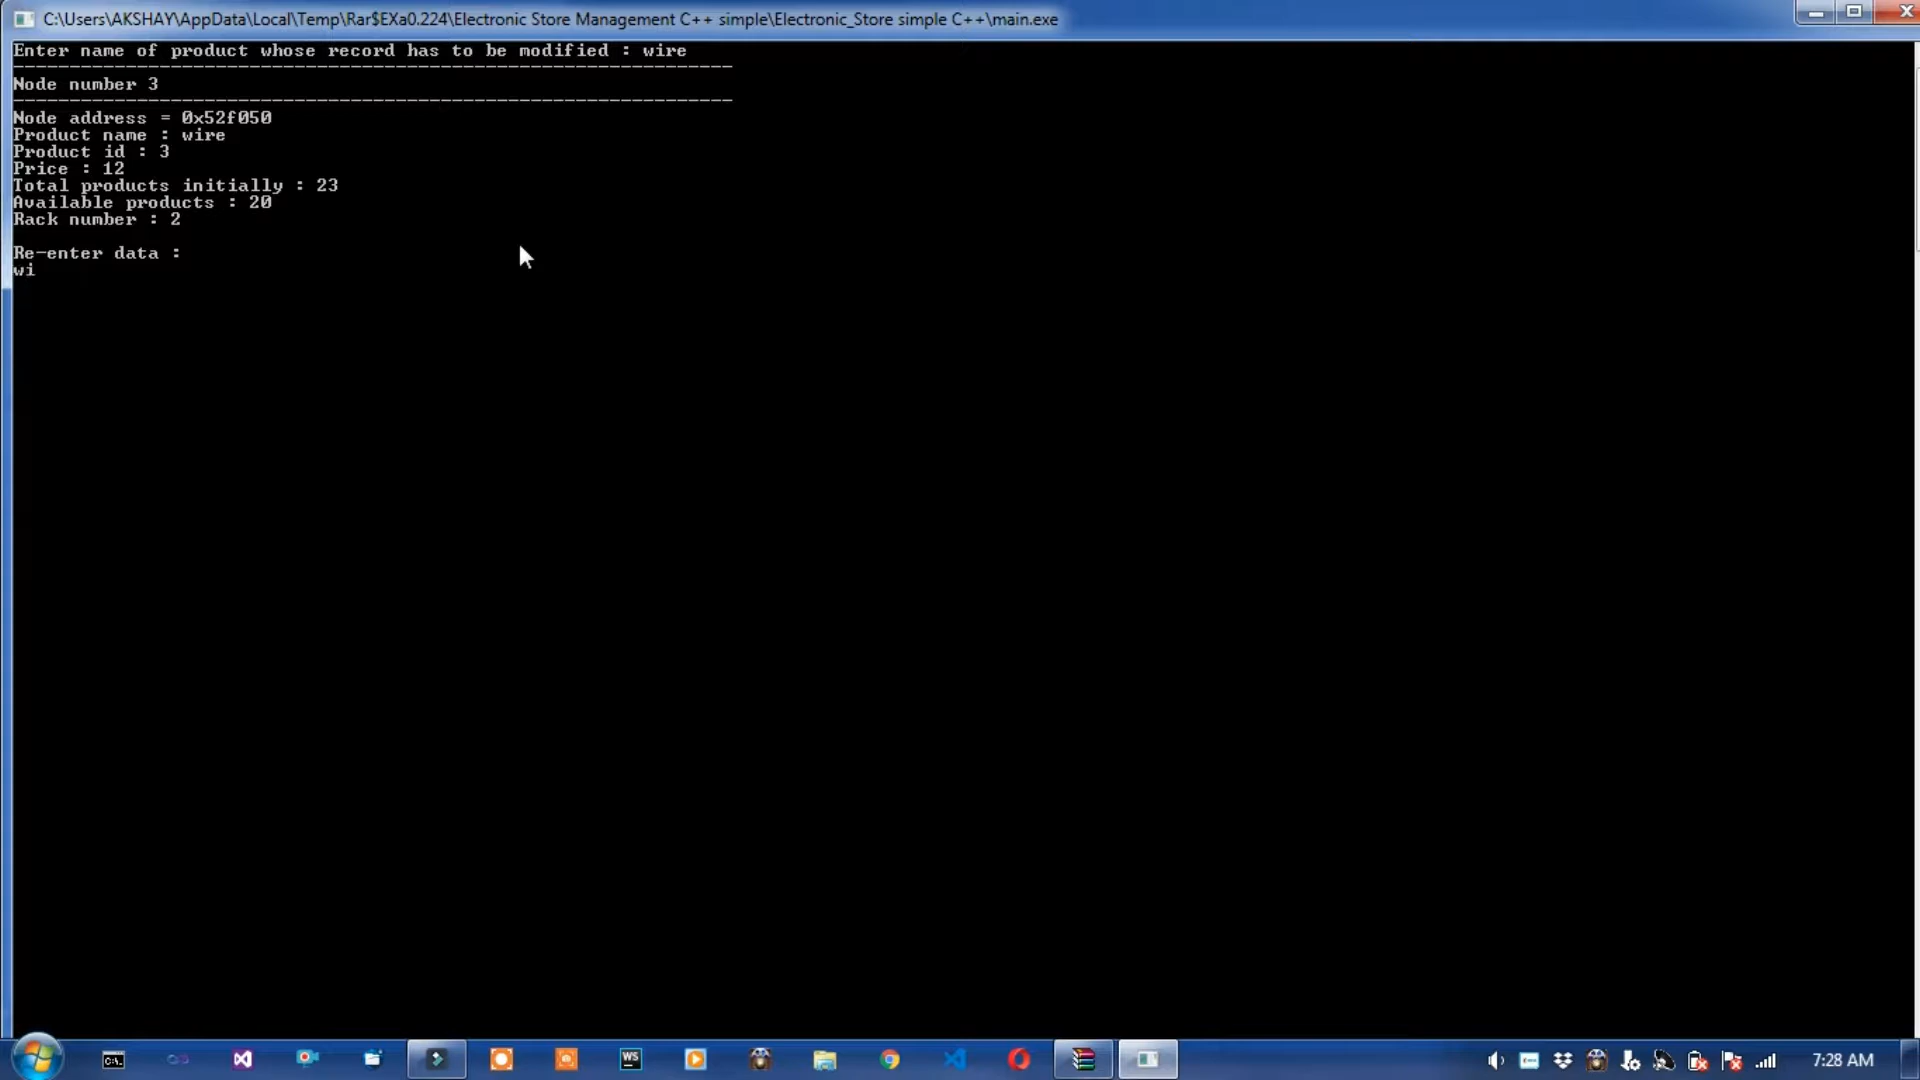 C:\Users\AKSHAY\AppData\Local\Temp\Rar$EXa0.224\Electronic Store Management C++ simple\Electronic_Store simple C++\main.exe
Enter name of product whose record has to be modified : wire
--------------------------------------------------------------------------------
Node number 3
--------------------------------------------------------------------------------
Node address = 0x52f050
Product name : wire
Product id : 3
Price : 12
Total products initially : 23
Available products : 20
Rack number : 2
Re-enter data :
wi
C:\.
WS
7:28 AM